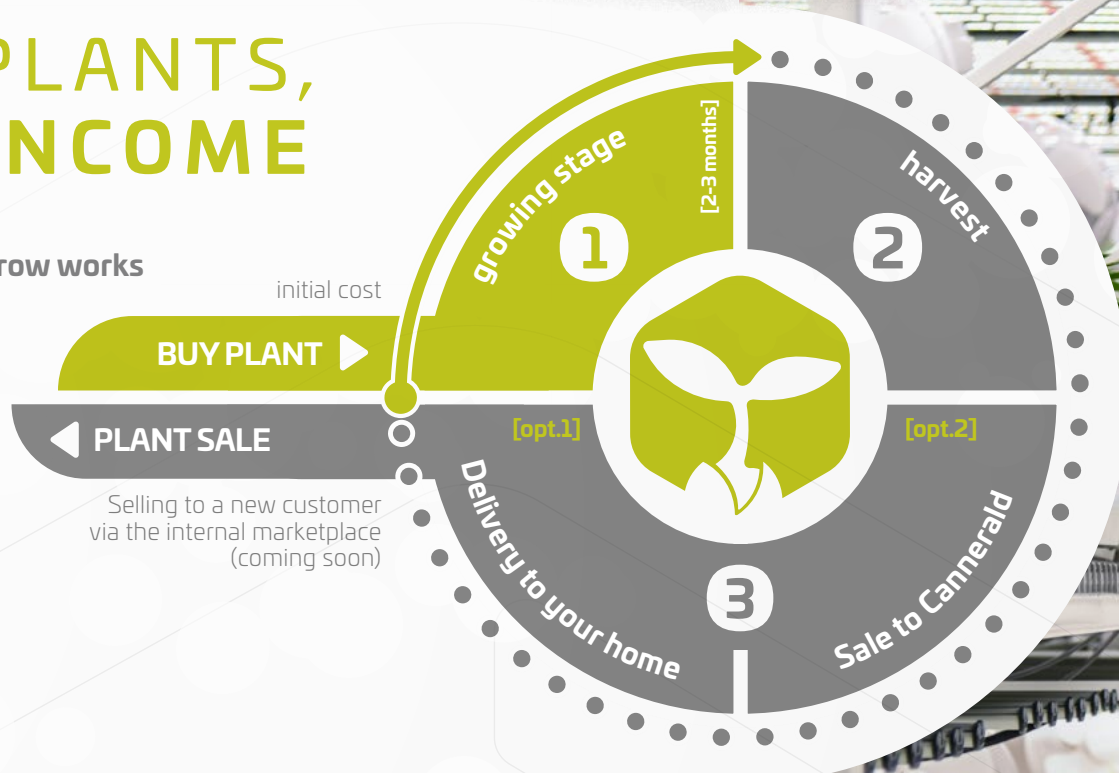 PLANTS,
NCOME
row works
initial cost
BUY PLANT
PLANT SALE
Selling to a new customer
via the internal marketplace
(coming soon)
growing stage
[2-3 months]
1
harvest
2
[opt.1]
[opt.2]
Delivery to your home
3
Sale to Cannerald